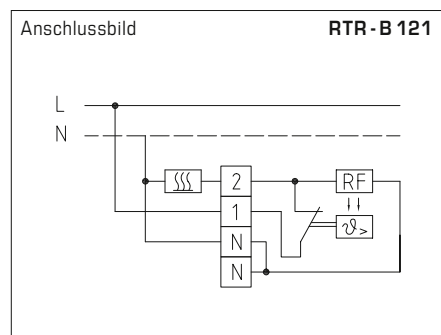 Anschlussbild RTR-B 121
L
N
2 RF
1
ϑ>
N
N